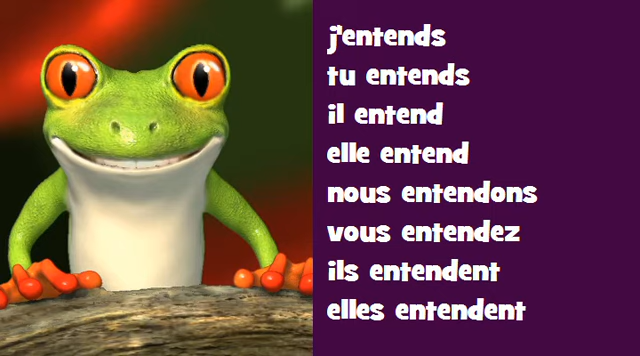 j'entends
tu entends
il entend
elle entend
nous entendons
vous entendez
ils entendent
elles entendent